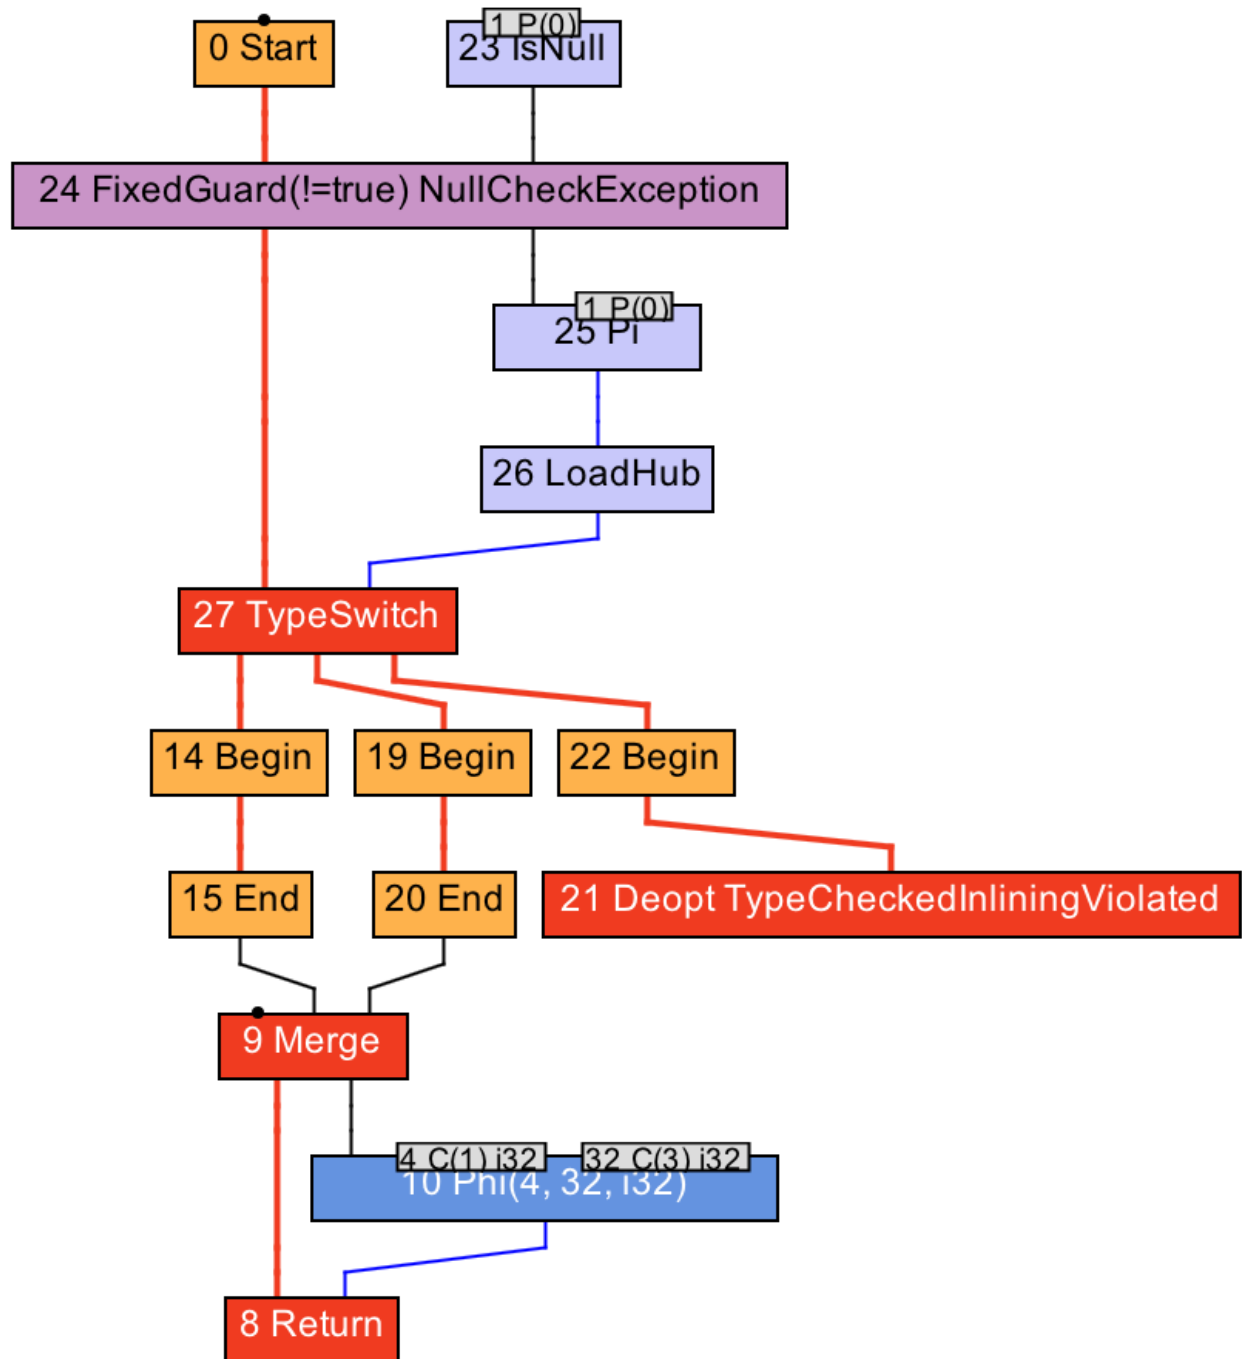 0 Start
1 P(0)
23 IsNull
24 FixedGuard(!=true) NullCheckException
1 P(0)
25 Pi
26 LoadHub
27 TypeSwitch
14 Begin
19 Begin
22 Begin
15 End
20 End
21 Deopt TypeCheckedInliningViolated
9 Merge
4 C(1) i32
32 C(3) i32
10 Phi(4, 32, i32)
8 Return